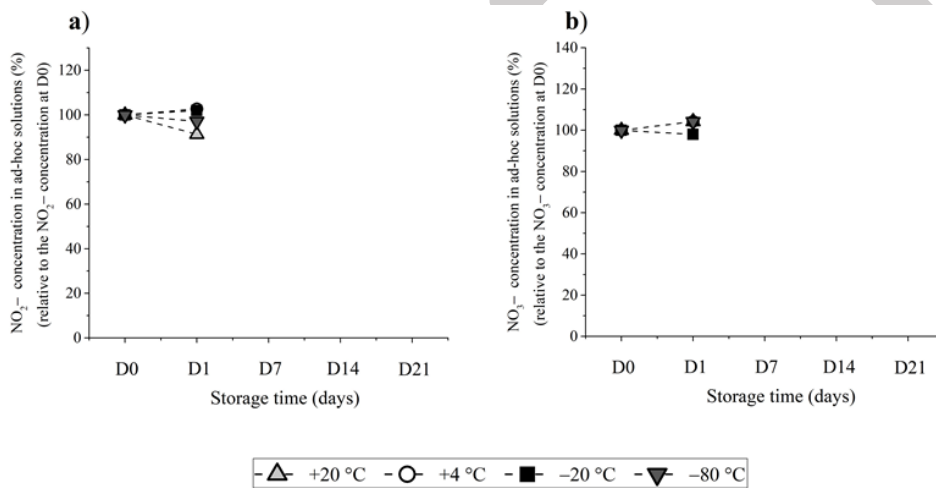 a)
NO₂− concentration in ad-hoc solutions (%)
(relative to the NO₂− concentration at D0)
120
100
80
60
40
20
0
D0 D1 D7 D14 D21
Storage time (days)
b)
NO₃− concentration in ad-hoc solutions (%)
(relative to the NO₃− concentration at D0)
140
120
100
80
60
40
20
0
D0 D1 D7 D14 D21
Storage time (days)
+20 °C +4 °C −20 °C −80 °C